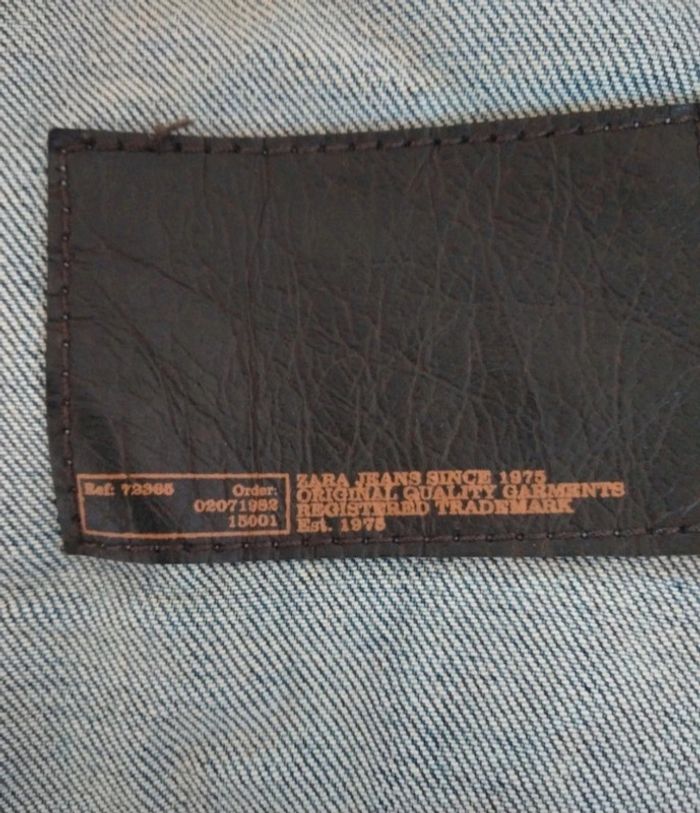 Ref: 72365 Order:
02071982
15001
ZARA JEANS SINCE 1975
ORIGINAL QUALITY GARMENTS
REGISTERED TRADEMARK
Est. 1975